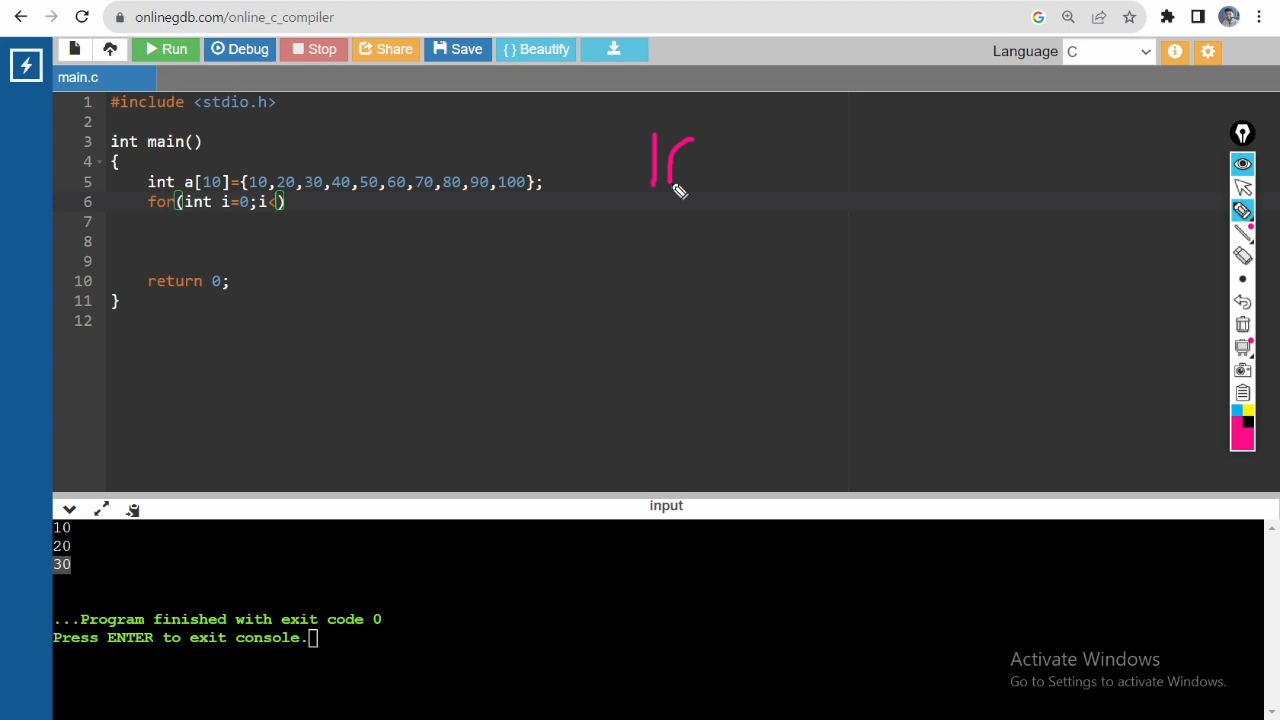 onlinegdb.com/online_c_compiler
Run Debug Stop Share Save { } Beautify Language C
main.c
1 #include <stdio.h>
2
3 int main()
4 {
5 int a[10]={10,20,30,40,50,60,70,80,90,100};
6 for(int i=0;i<)
7
8
9
10 return 0;
11 }
12
input
10
20
30
...Program finished with exit code 0
Press ENTER to exit console.
Activate Windows
Go to Settings to activate Windows.